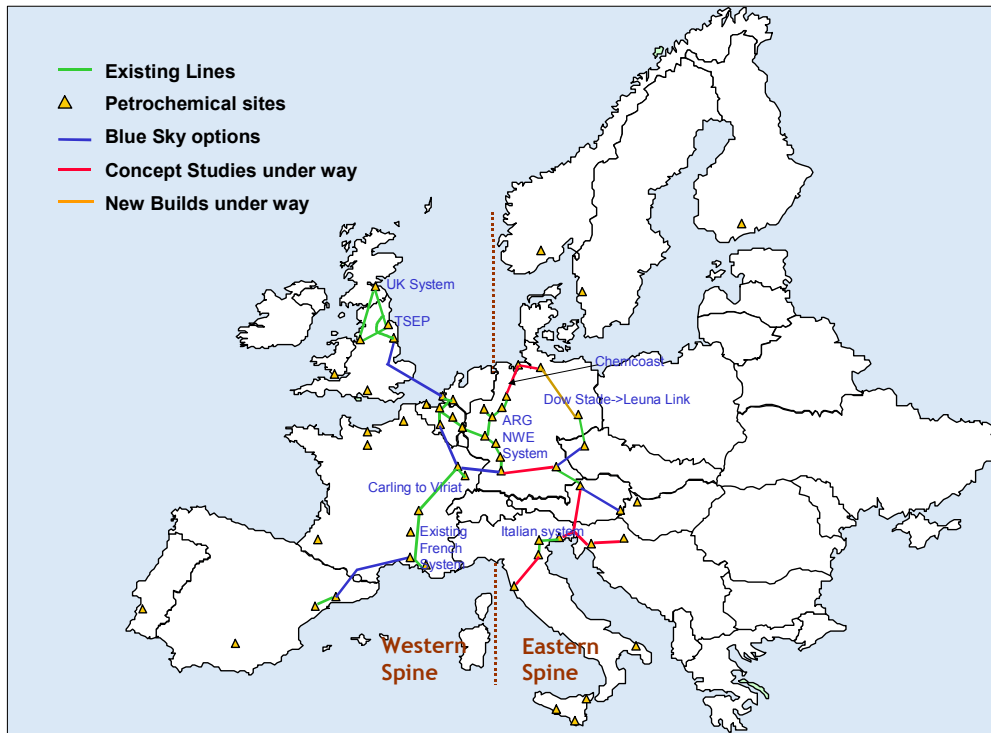 Existing Lines
Petrochemical sites
Blue Sky options
Concept Studies under way
New Builds under way
UK System
TSEP
Chemcoast
Dow Stade->Leuna Link
ARG
NWE
System
Carling to Viriat
Existing
French
System
Italian system
Western
Spine
Eastern
Spine